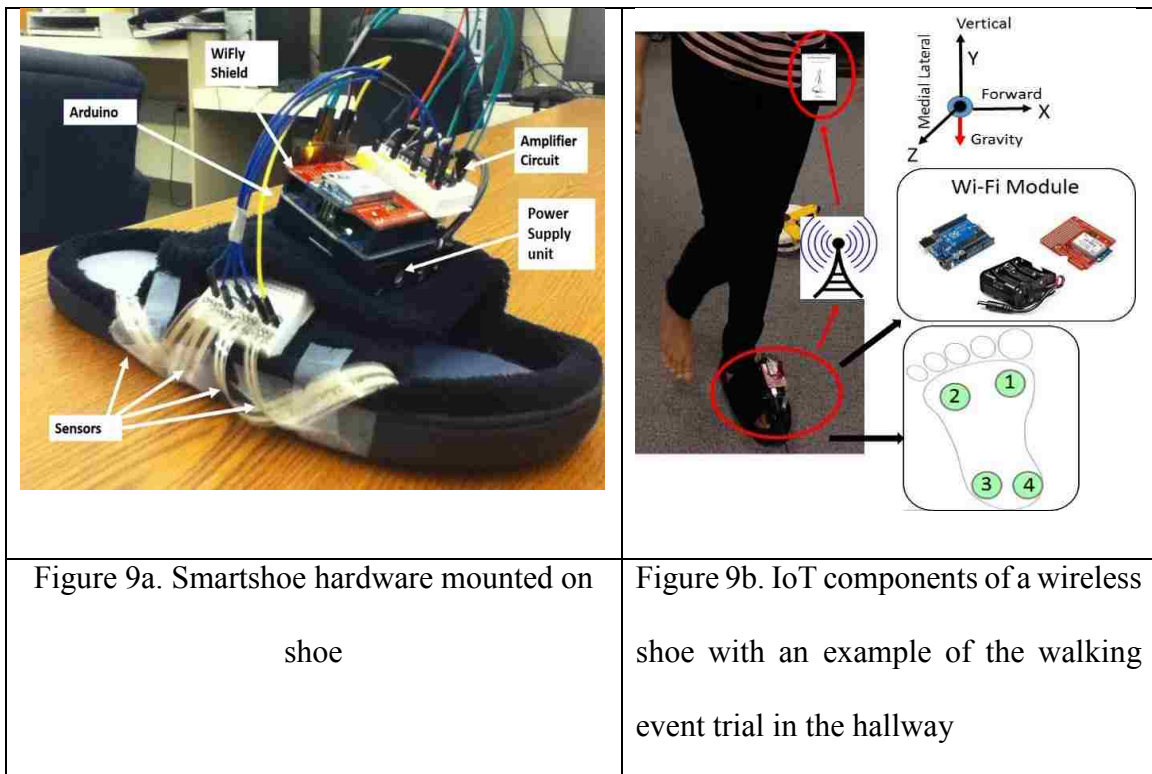 WiFly
Shield
Arduino
Amplifier
Circuit
Power
Supply
unit
Sensors
Vertical
Y
Medial Lateral
Forward
X
Gravity
Z
Wi-Fi Module
1
2
3
4
Figure 9a. Smartshoe hardware mounted on
shoe
Figure 9b. IoT components of a wireless
shoe with an example of the walking
event trial in the hallway